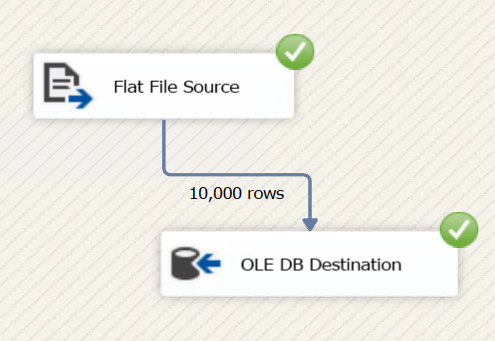 Flat File Source
10,000 rows
OLE DB Destination